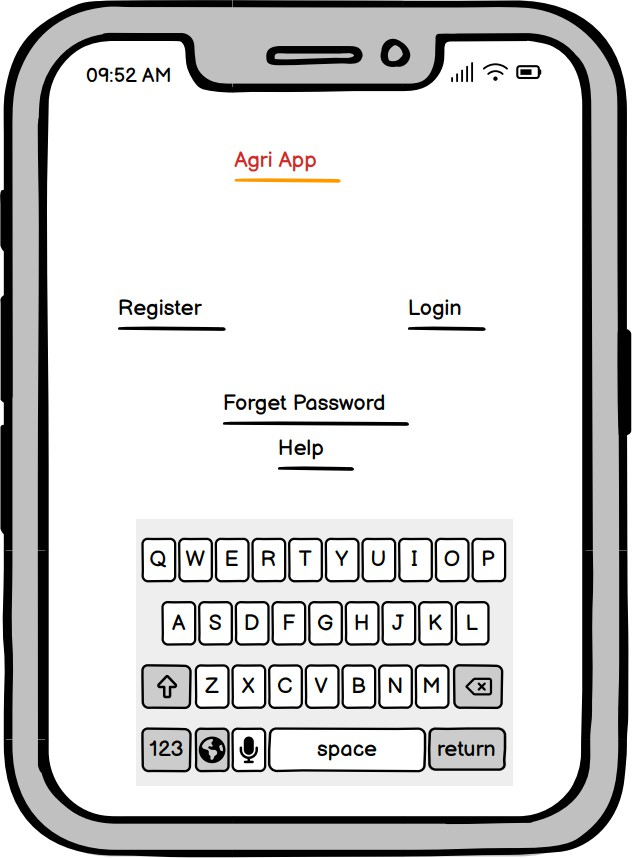 09:52 AM
Agri App
Register Login
Forget Password
Help
Q W E R T Y U I O P
A S D F G H J K L
Z X C V B N M
123 space return